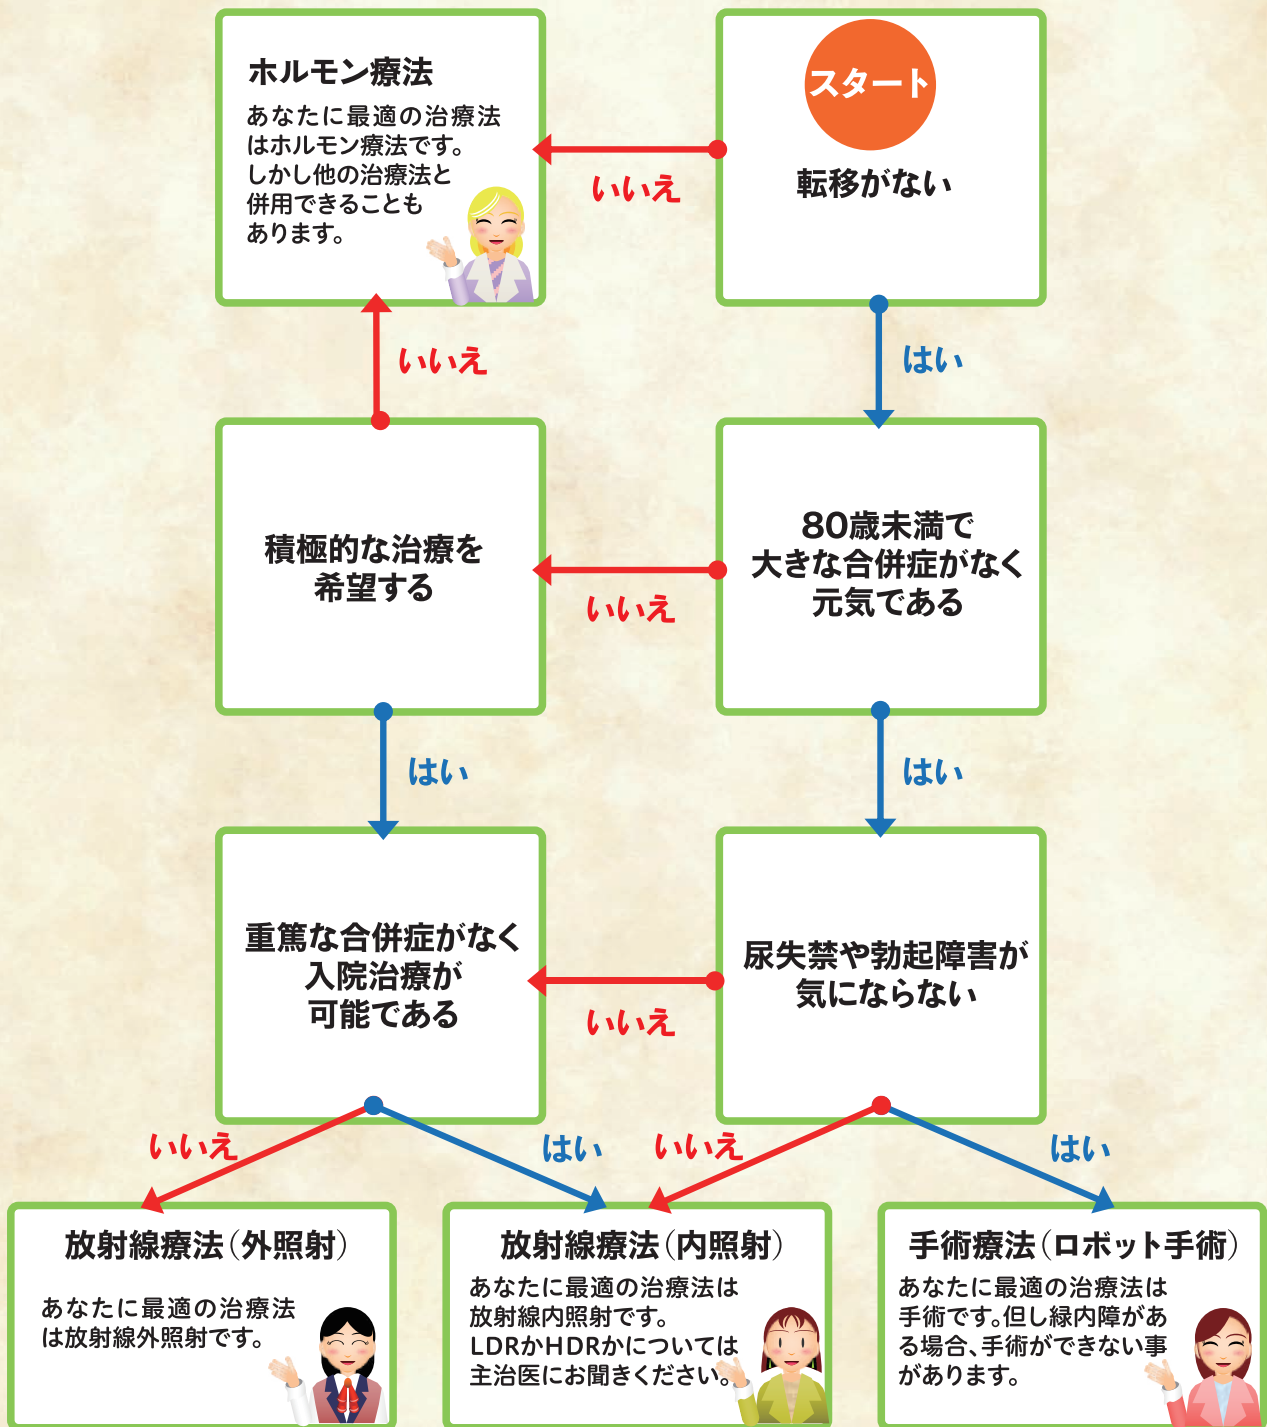 ホルモン療法
あなたに最適の治療法
はホルモン療法です。
しかし他の治療法と
併用できることも
あります。
スタート
転移がない
いいえ
いいえ
はい
積極的な治療を
希望する
80歳未満で
大きな合併症がなく
元気である
いいえ
はい
はい
重篤な合併症がなく
入院治療が
可能である
尿失禁や勃起障害が
気にならない
いいえ
いいえ
はい
いいえ
はい
放射線療法（外照射）
あなたに最適の治療法
は放射線外照射です。
放射線療法（内照射）
あなたに最適の治療法は
放射線内照射です。
LDRかHDRかについては
主治医にお聞きください。
手術療法（ロボット手術）
あなたに最適の治療法は
手術です。但し緑内障があ
る場合、手術ができない事
があります。